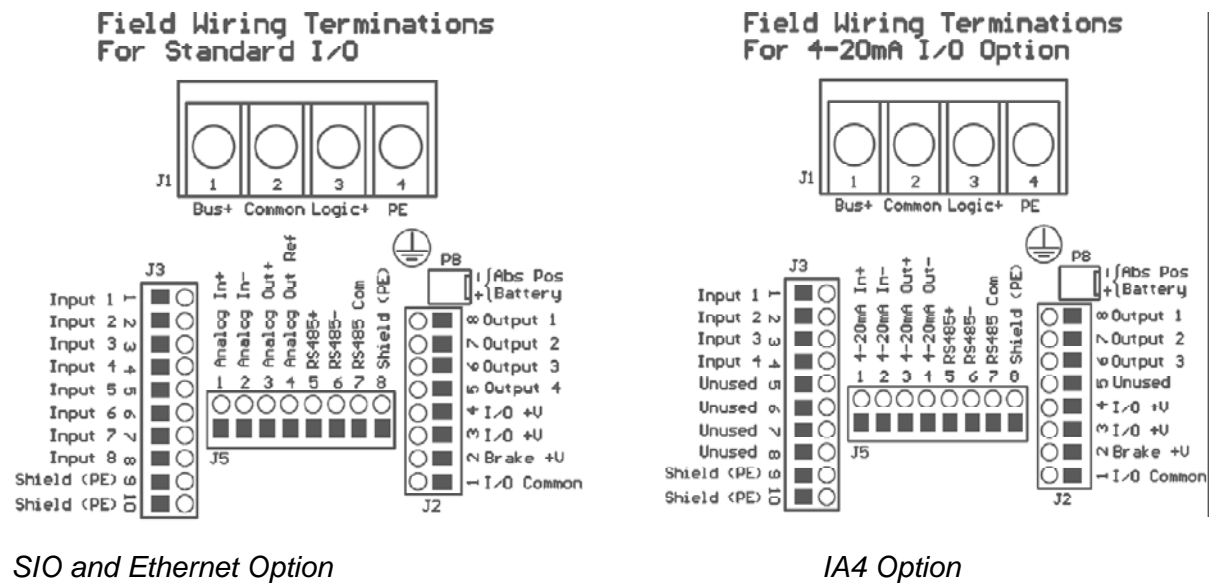 Field Wiring Terminations
For Standard I/O
J1
1 2 3 4
Bus+ Common Logic+ PE
J3
Input 1 1
Input 2 2
Input 3 3
Input 4 4
Input 5 5
Input 6 6
Input 7 7
Input 8 8
Shield (PE) 9
Shield (PE) 10
Analog In+
Analog In-
Analog Out+
Analog Out Ref
RS485+
RS485-
RS485 Com
Shield (PE)
1 2 3 4 5 6 7 8
J5
P8
- Abs Pos
+ Battery
8 Output 1
7 Output 2
6 Output 3
5 Output 4
4 I/O +V
3 I/O +V
2 Brake +V
1 I/O Common
J2
SIO and Ethernet Option
Field Wiring Terminations
For 4-20mA I/O Option
J1
1 2 3 4
Bus+ Common Logic+ PE
J3
Input 1 1
Input 2 2
Input 3 3
Input 4 4
Unused 5
Unused 6
Unused 7
Unused 8
Shield (PE) 9
Shield (PE) 10
4-20mA In+
4-20mA In-
4-20mA Out+
4-20mA Out-
RS485+
RS485-
RS485 Com
Shield (PE)
1 2 3 4 5 6 7 8
J5
P8
- Abs Pos
+ Battery
8 Output 1
7 Output 2
6 Output 3
5 Unused
4 I/O +V
3 I/O +V
2 Brake +V
1 I/O Common
J2
IA4 Option